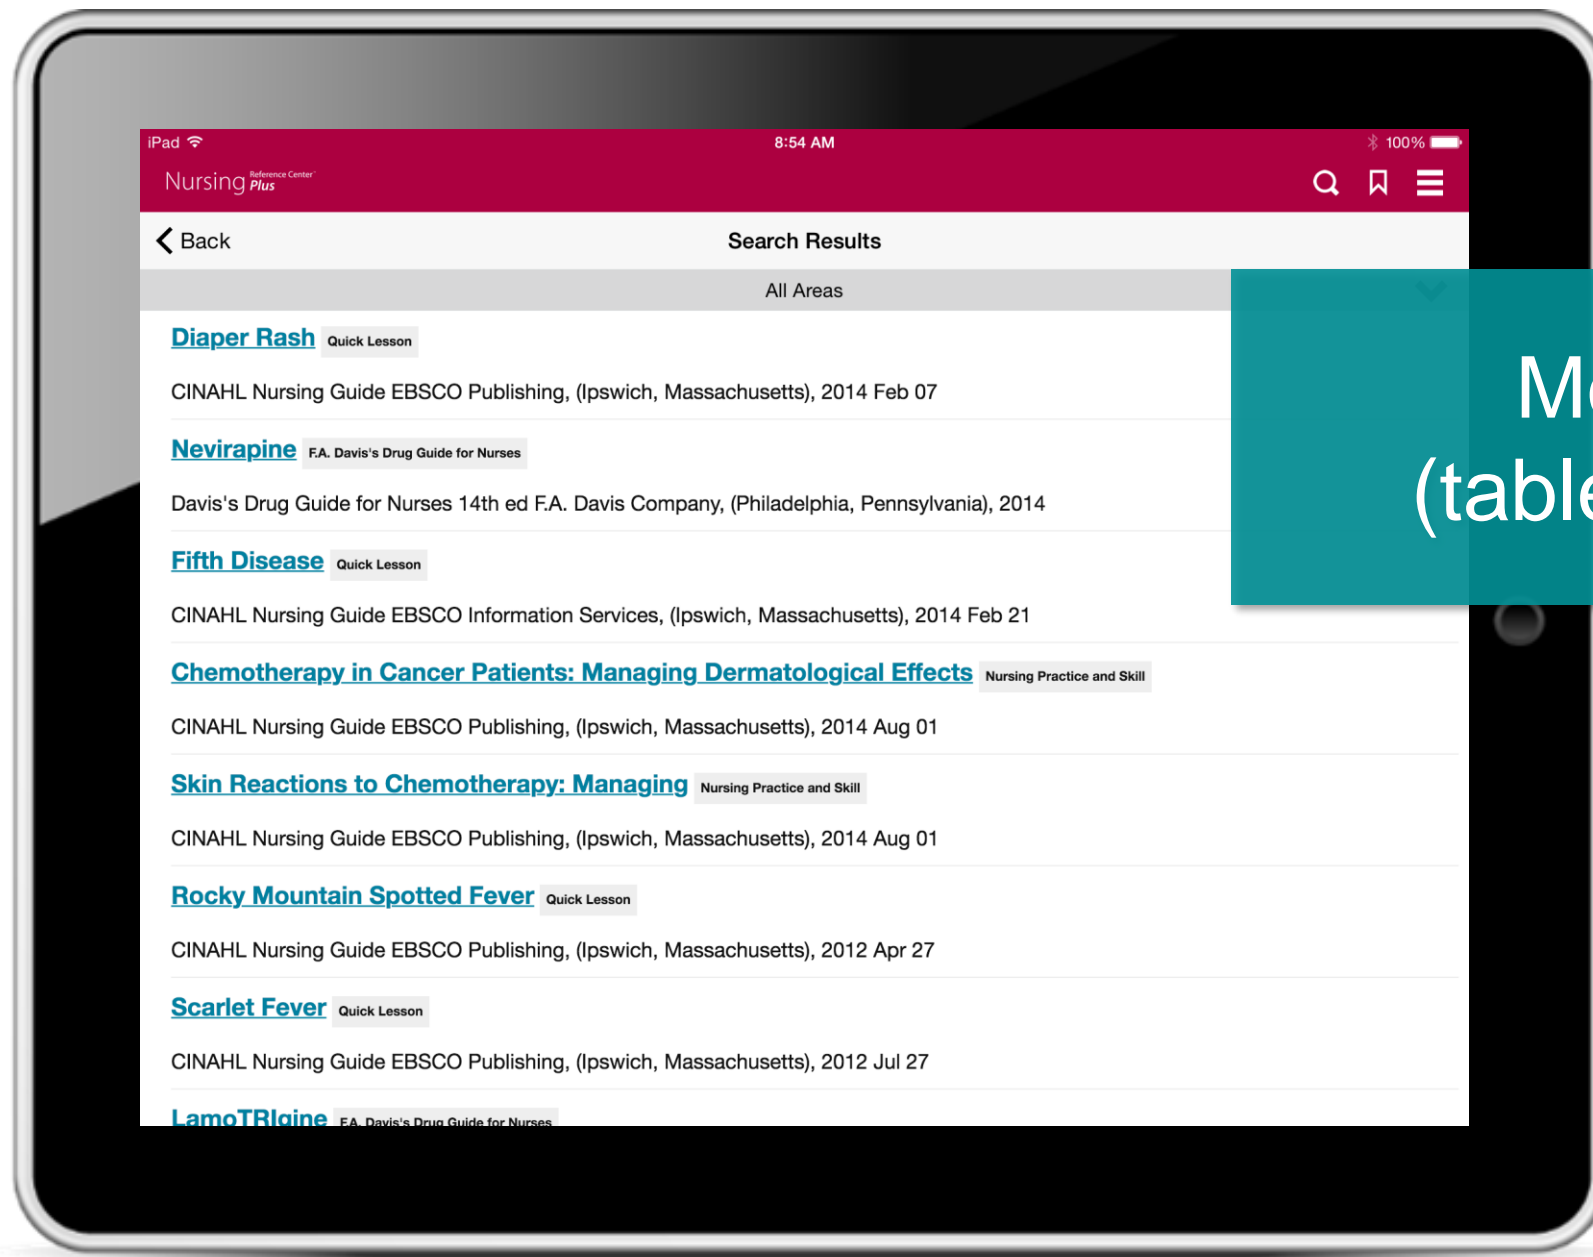 iPad 8:54 AM 100%
Nursing Reference Center Plus
Back Search Results
All Areas
Diaper Rash Quick Lesson
CINAHL Nursing Guide EBSCO Publishing, (Ipswich, Massachusetts), 2014 Feb 07
Nevirapine F.A. Davis's Drug Guide for Nurses
Davis's Drug Guide for Nurses 14th ed F.A. Davis Company, (Philadelphia, Pennsylvania), 2014
Fifth Disease Quick Lesson
CINAHL Nursing Guide EBSCO Information Services, (Ipswich, Massachusetts), 2014 Feb 21
Chemotherapy in Cancer Patients: Managing Dermatological Effects Nursing Practice and Skill
CINAHL Nursing Guide EBSCO Publishing, (Ipswich, Massachusetts), 2014 Aug 01
Skin Reactions to Chemotherapy: Managing Nursing Practice and Skill
CINAHL Nursing Guide EBSCO Publishing, (Ipswich, Massachusetts), 2014 Aug 01
Rocky Mountain Spotted Fever Quick Lesson
CINAHL Nursing Guide EBSCO Publishing, (Ipswich, Massachusetts), 2012 Apr 27
Scarlet Fever Quick Lesson
CINAHL Nursing Guide EBSCO Publishing, (Ipswich, Massachusetts), 2012 Jul 27
LamoTRIgine F.A. Davis's Drug Guide for Nurses